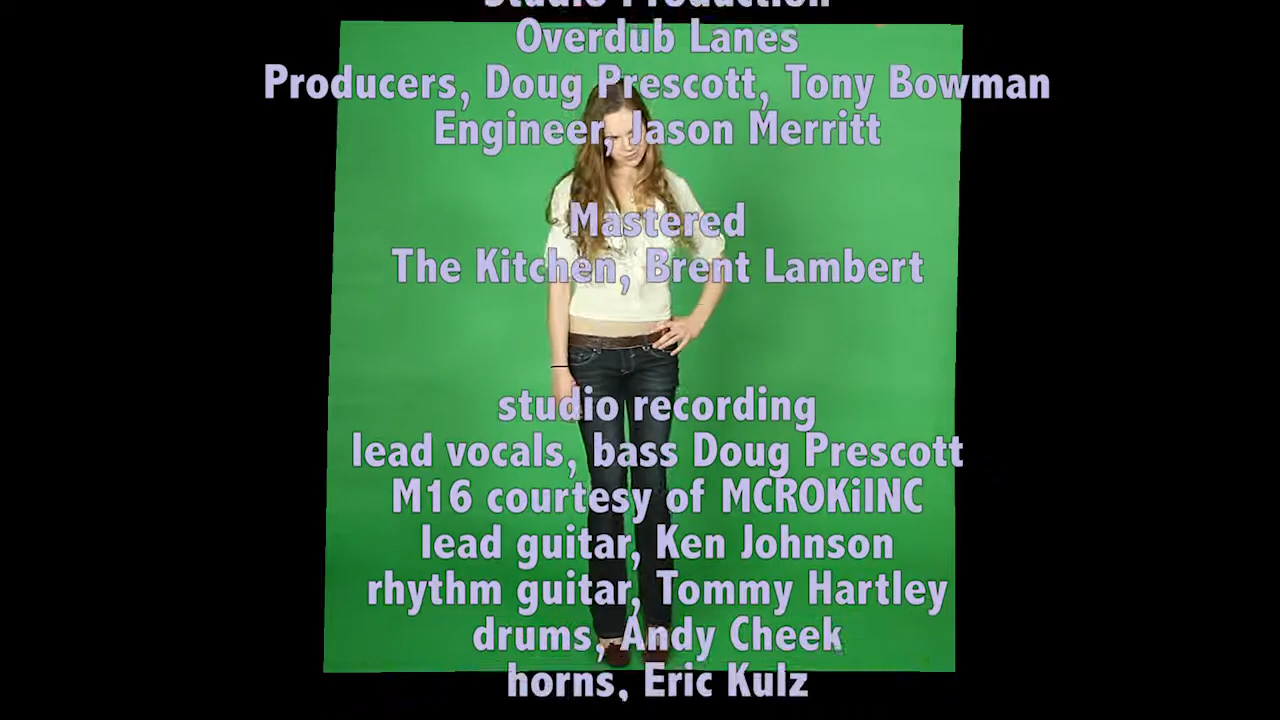 Studio Production
Overdub Lanes
Producers, Doug Prescott, Tony Bowman
Engineer, Jason Merritt
Mastered
The Kitchen, Brent Lambert
studio recording
lead vocals, bass Doug Prescott
M16 courtesy of MCROKiINC
lead guitar, Ken Johnson
rhythm guitar, Tommy Hartley
drums, Andy Cheek
horns, Eric Kulz